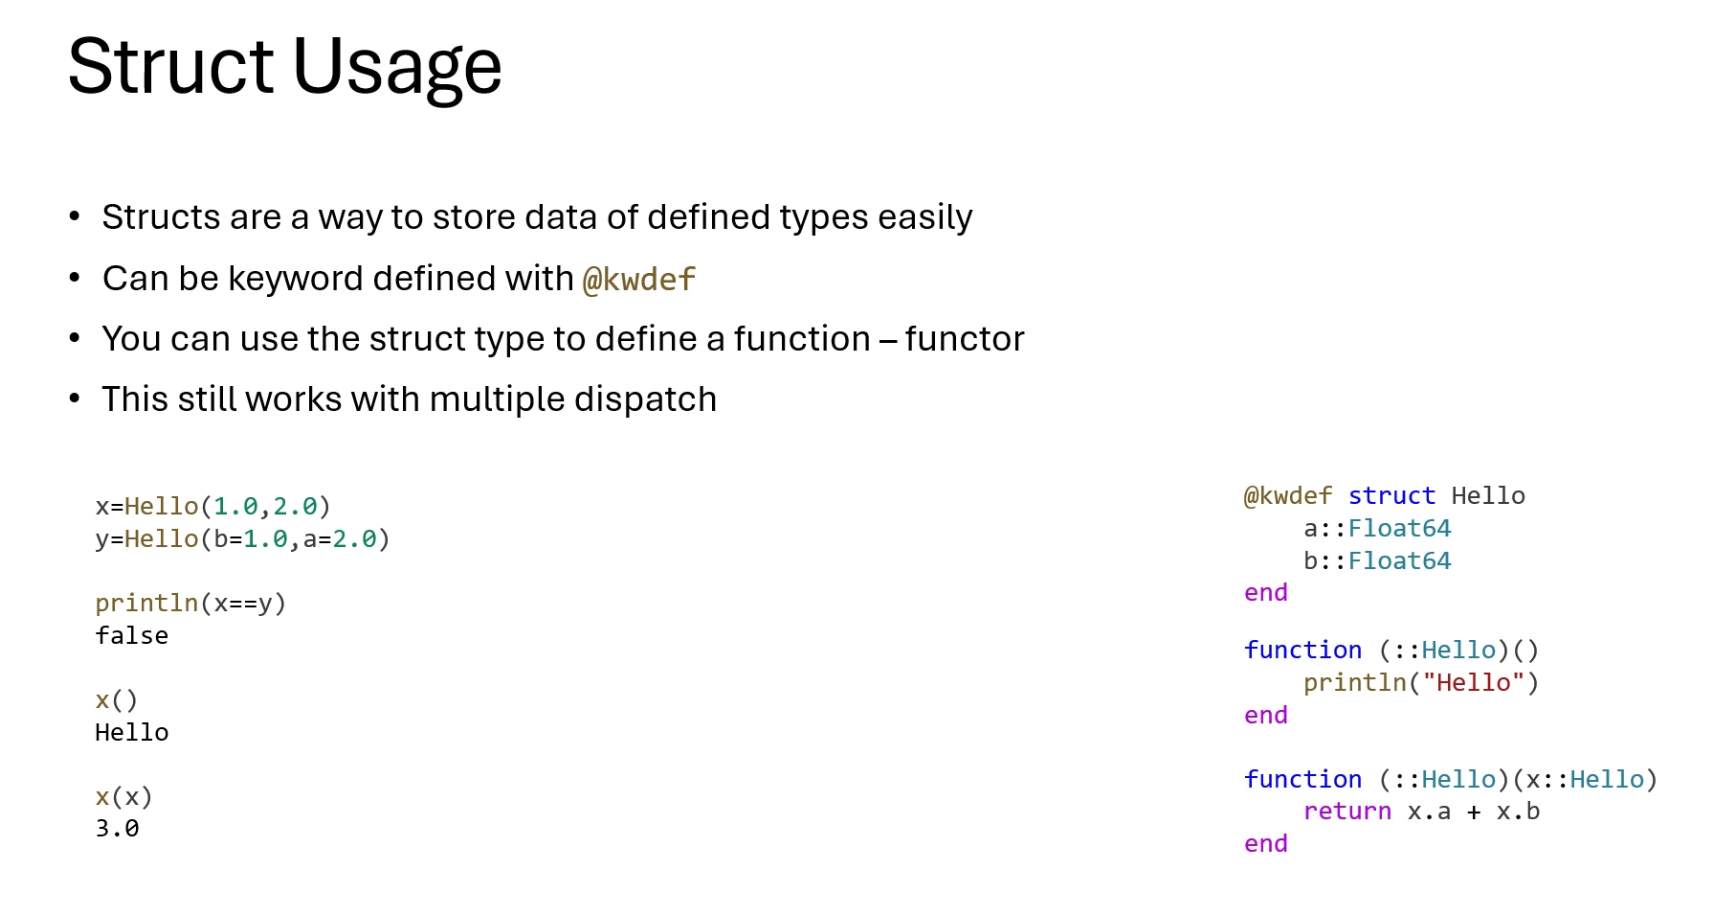 Struct Usage
• Structs are a way to store data of defined types easily
• Can be keyword defined with @kwdef
• You can use the struct type to define a function – functor
• This still works with multiple dispatch
x=Hello(1.0,2.0)
y=Hello(b=1.0,a=2.0)
println(x==y)
false
x()
Hello
x(x)
3.0
@kwdef struct Hello
    a::Float64
    b::Float64
end
function (::Hello)()
    println("Hello")
end
function (::Hello)(x::Hello)
    return x.a + x.b
end